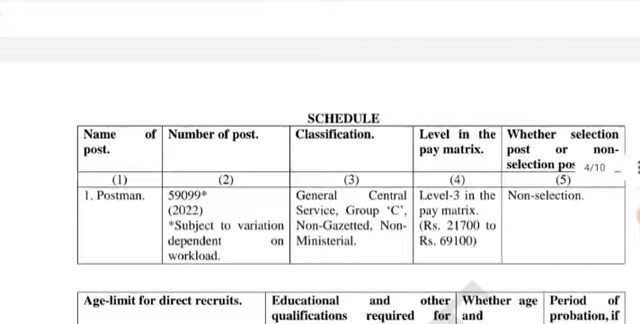 SCHEDULE
Name of post. Number of post. Classification. Level in the pay matrix. Whether selection post or non-selection pos
4/10
(1) (2) (3) (4) (5)
1. Postman. 59099* (2022) *Subject to variation dependent on workload. General Central Service, Group 'C', Non-Gazetted, Non-Ministerial. Level-3 in the pay matrix. (Rs. 21700 to Rs. 69100) Non-selection.
Age-limit for direct recruits. Educational and other qualifications required for Whether age and Period of probation, if